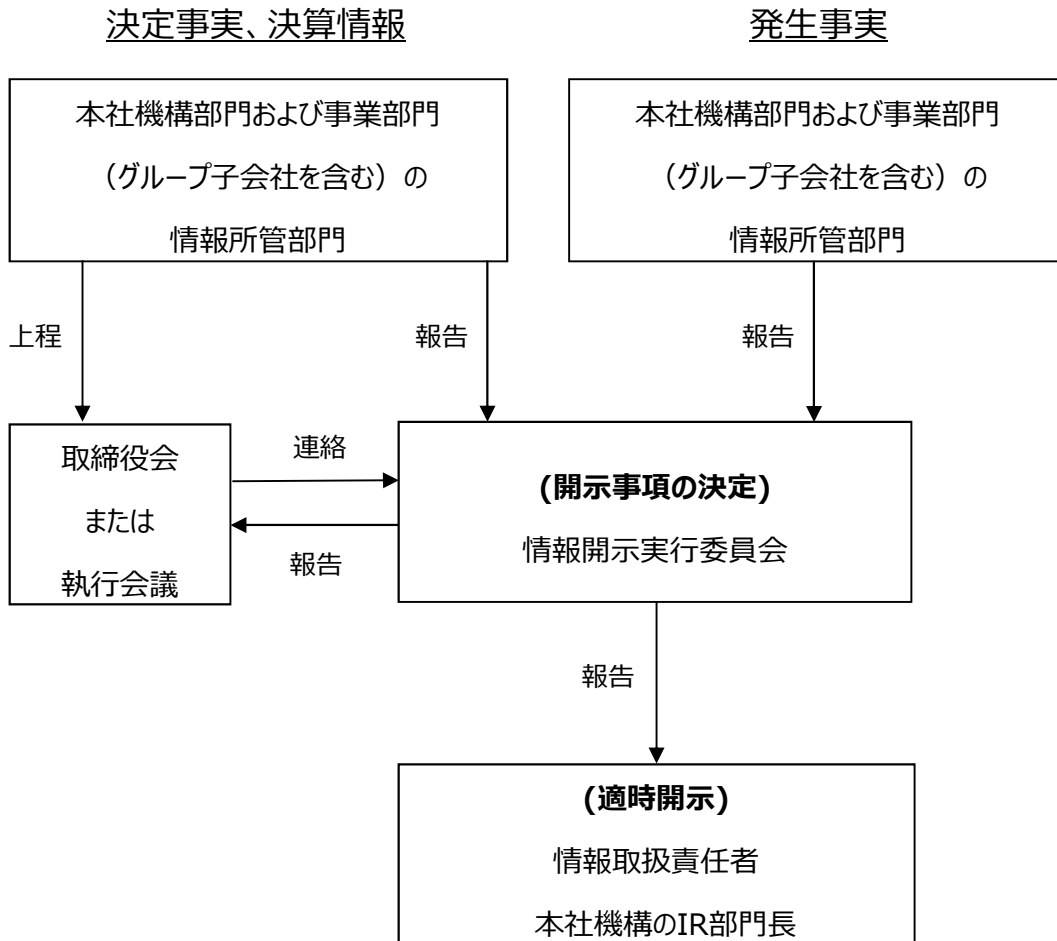 決定事実、決算情報
発生事実
本社機構部門および事業部門
（グループ子会社を含む）の
情報所管部門
本社機構部門および事業部門
（グループ子会社を含む）の
情報所管部門
上程
報告
報告
取締役会
または
執行会議
連絡
報告
(開示事項の決定)
情報開示実行委員会
報告
(適時開示)
情報取扱責任者
本社機構のIR部門長